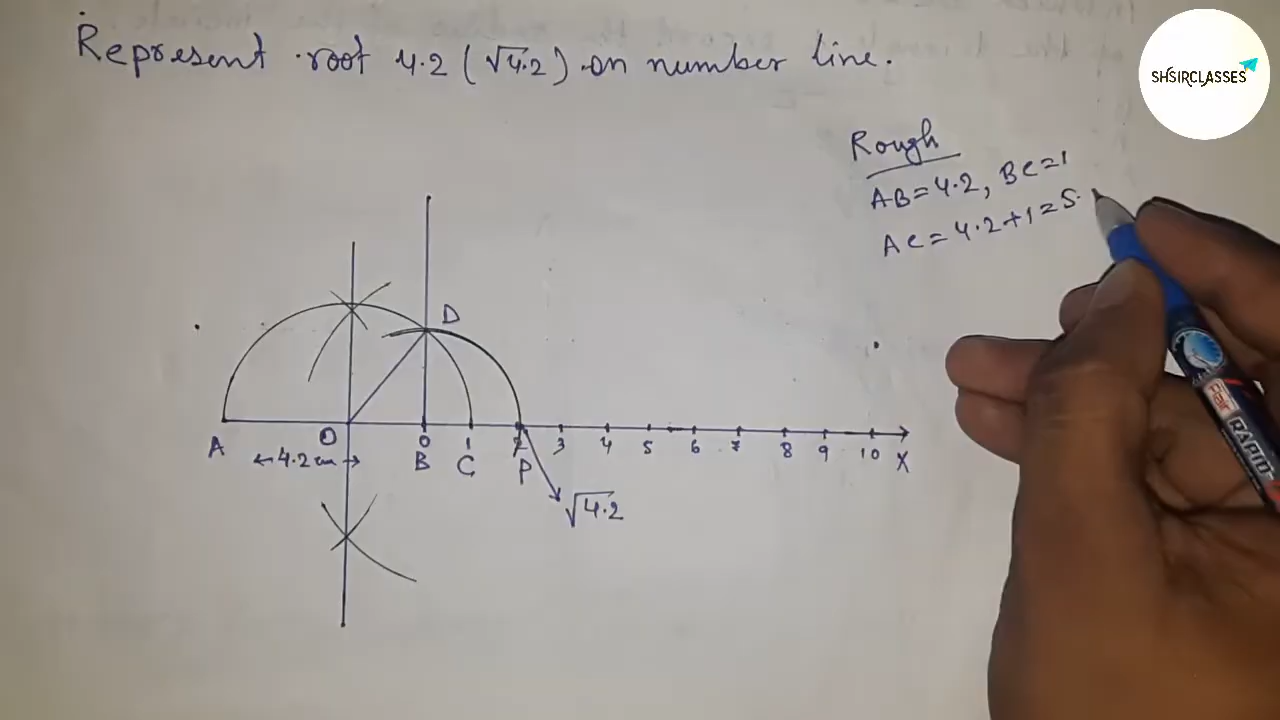 Represent root 4.2 (√4.2) on number line.
SHSIRCLASSES
Rough
AB=4.2, BC=1
AC=4.2+1=5.
D
A O 0 1 2 3 4 5 6 7 8 9 10 X
←4.2cm→ B C P
√4.2
Flair RAPID